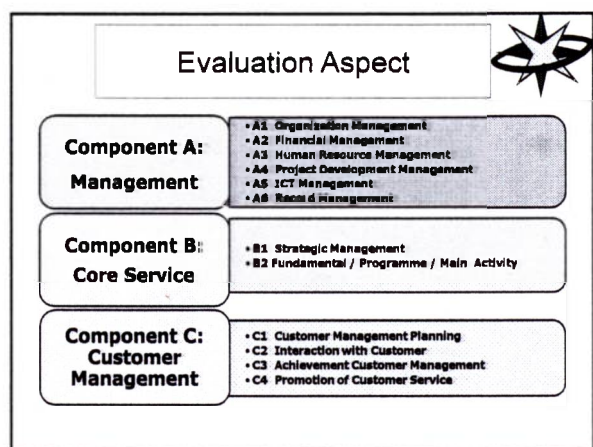 Evaluation Aspect
Component A:
Management
• A1 Organization Management
• A2 Financial Management
• A3 Human Resource Management
• A4 Project Development Management
• A5 ICT Management
• A6 Record Management
Component B:
Core Service
• B1 Strategic Management
• B2 Fundamental / Programme / Main Activity
Component C:
Customer
Management
• C1 Customer Management Planning
• C2 Interaction with Customer
• C3 Achievement Customer Management
• C4 Promotion of Customer Service